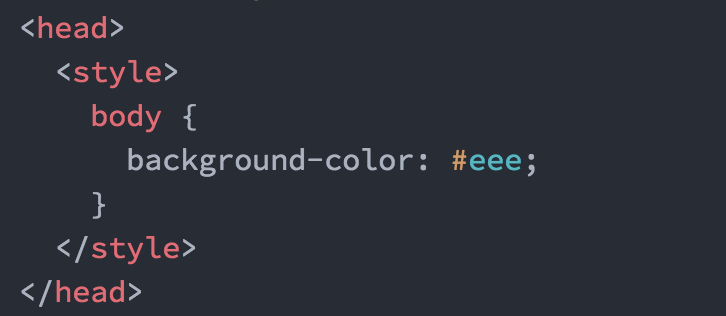 <head>
<style>
body {
background-color: #eee;
}
</style>
</head>